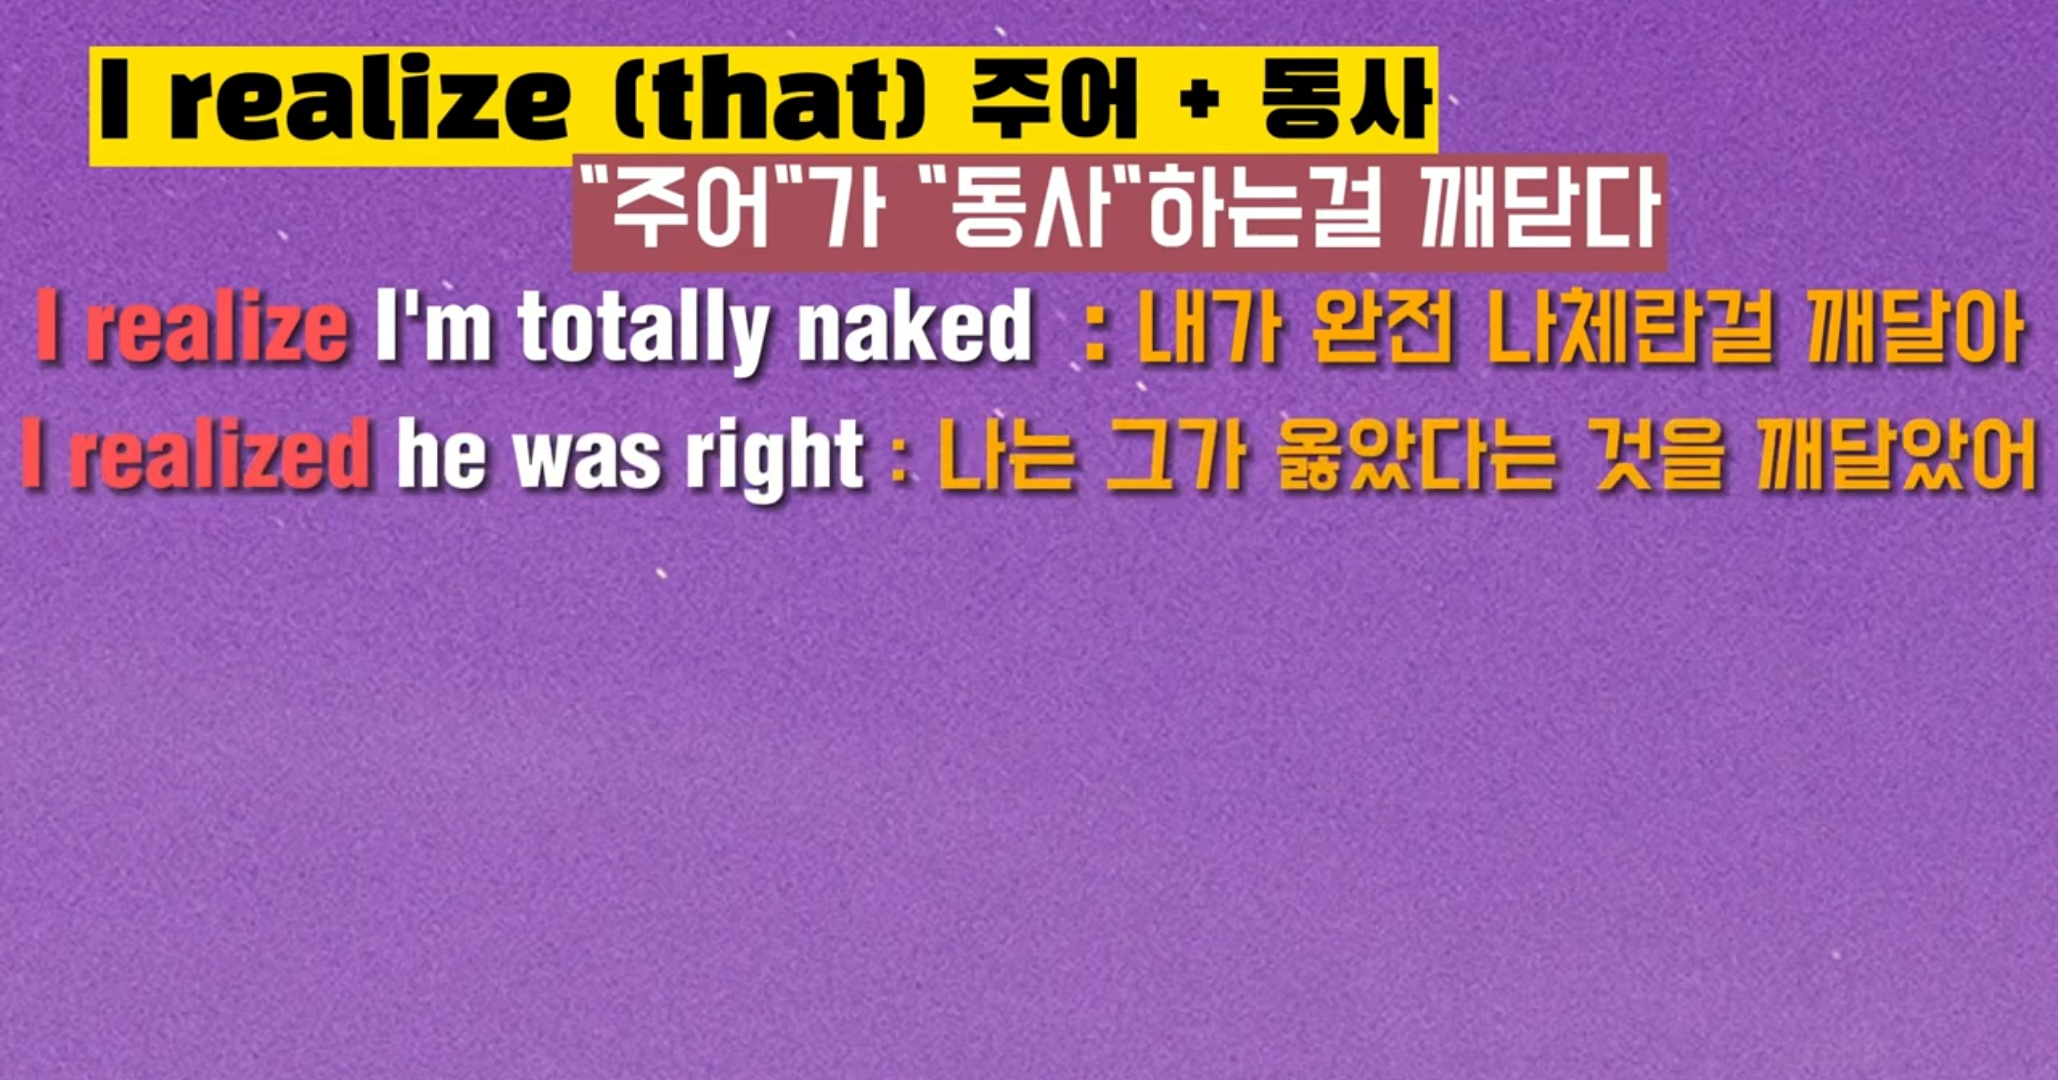 I realize (that) 주어 + 동사
"주어"가 "동사"하는걸 깨닫다
I realize I'm totally naked : 내가 완전 나체란걸 깨달아
I realized he was right : 나는 그가 옳았다는 것을 깨달았어